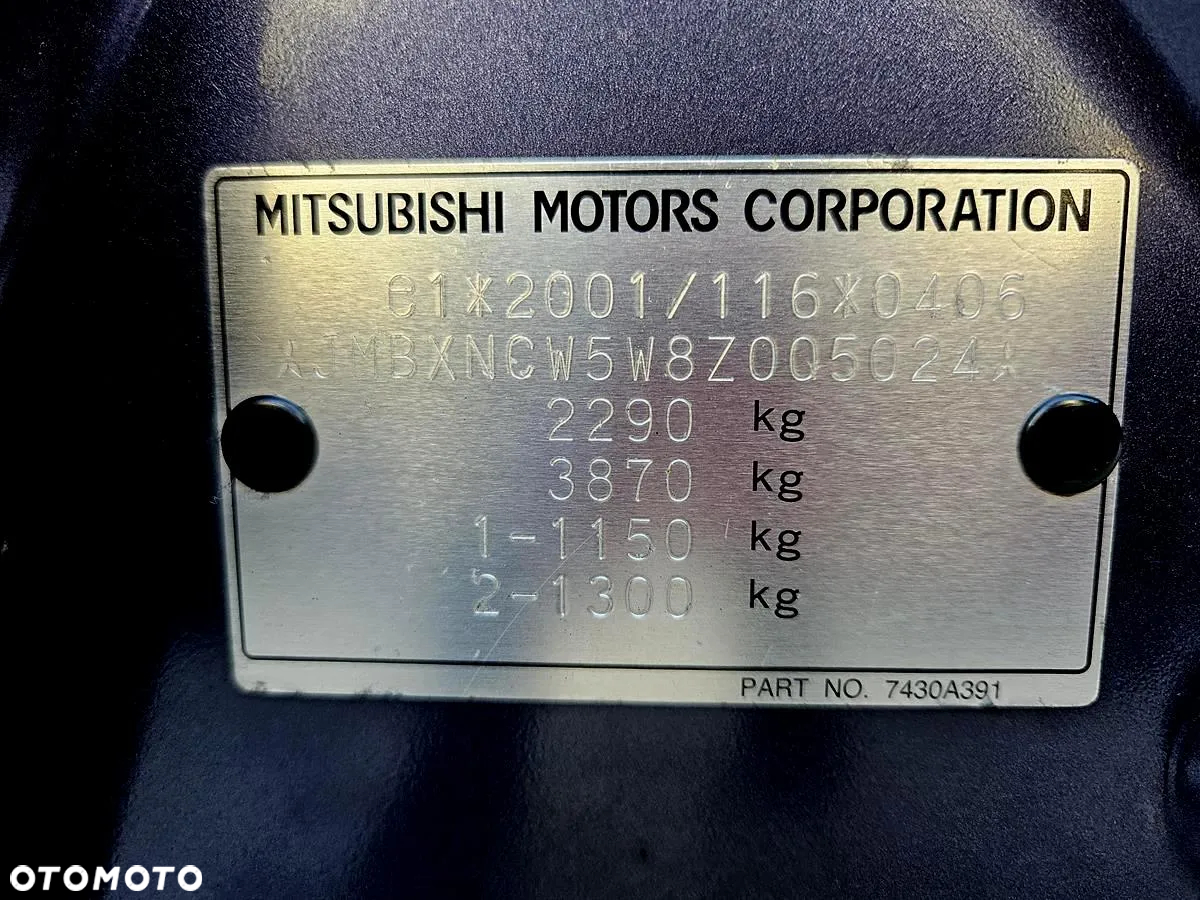 MITSUBISHI MOTORS CORPORATION
e1*2001/116*0406
*JMBXNCW5W8Z005024*
2290 kg
3870 kg
1-1150 kg
2-1300 kg
PART NO. 7430A391
OTOMOTO